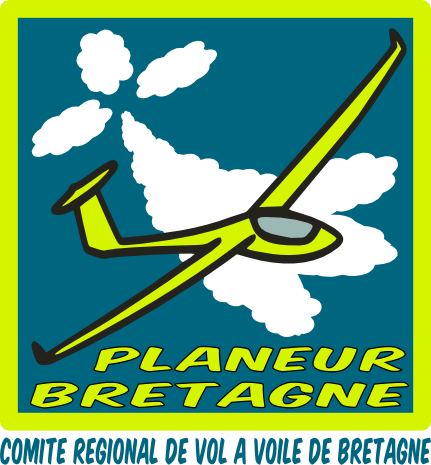 PLANEUR
BRETAGNE
COMITE REGIONAL DE VOL A VOILE DE BRETAGNE